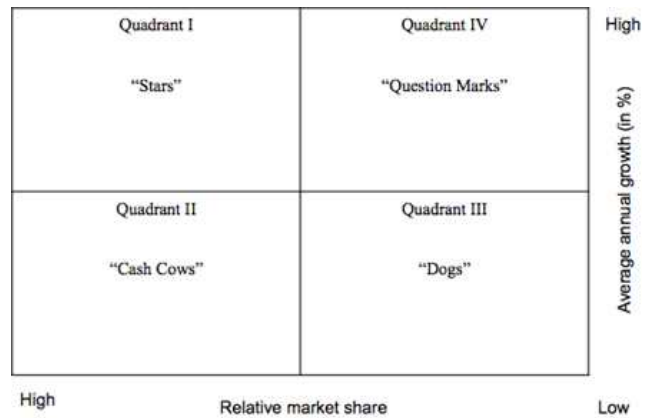 Quadrant I
Quadrant IV
High
“Stars”
“Question Marks”
Average annual growth (in %)
Quadrant II
Quadrant III
“Cash Cows”
“Dogs”
High
Relative market share
Low